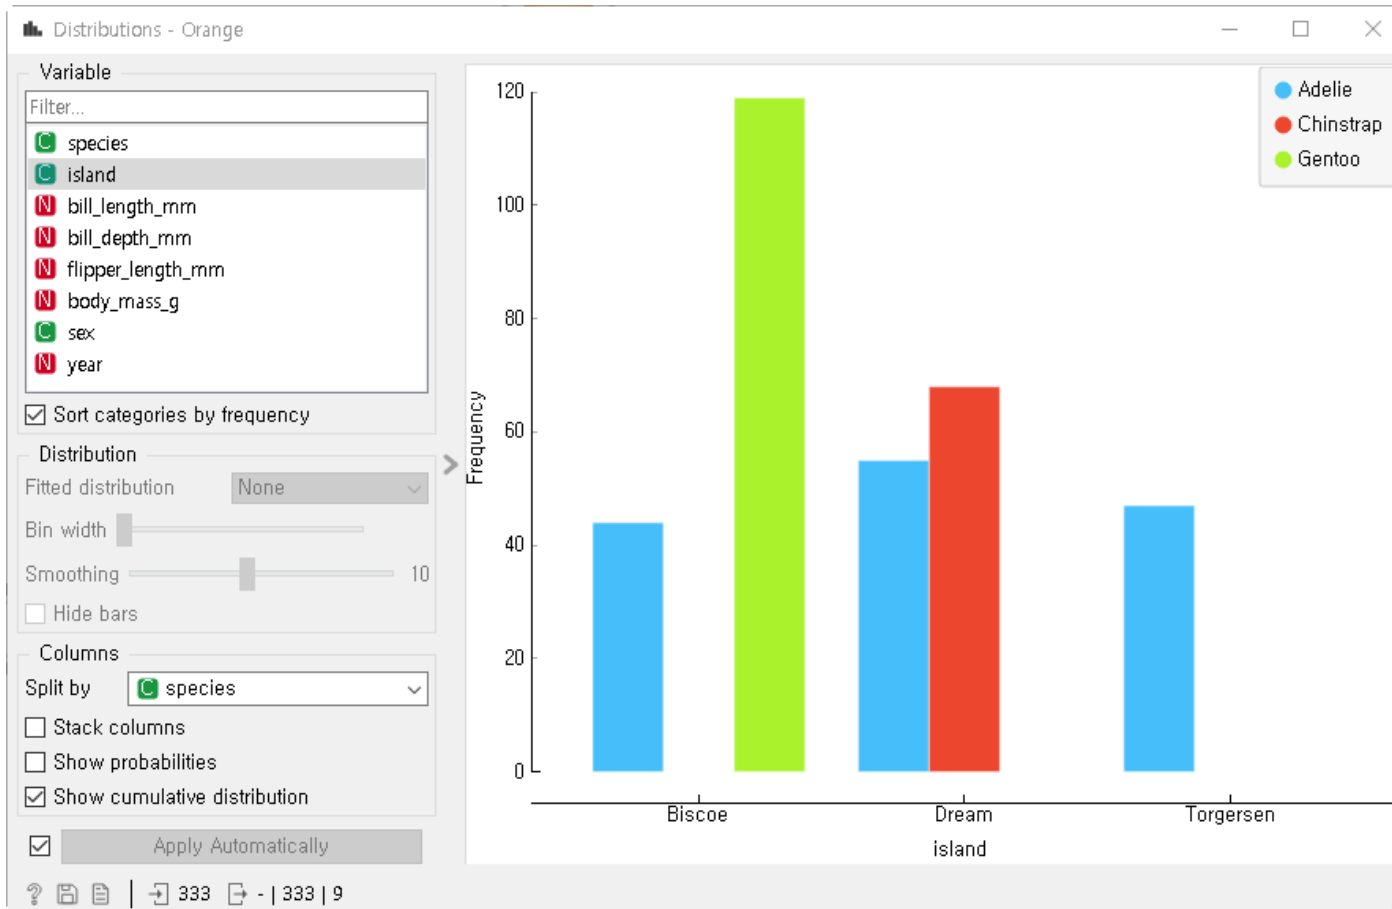 Distributions - Orange
Variable
Filter...
C species
C island
N bill_length_mm
N bill_depth_mm
N flipper_length_mm
N body_mass_g
C sex
N year
Sort categories by frequency
Distribution
Fitted distribution None
Bin width
Smoothing 10
Hide bars
Columns
Split by C species
Stack columns
Show probabilities
Show cumulative distribution
Apply Automatically
? 333 - | 333 | 9
120
100
80
60
40
20
0
Frequency
Biscoe Dream Torgersen
island
Adelie
Chinstrap
Gentoo